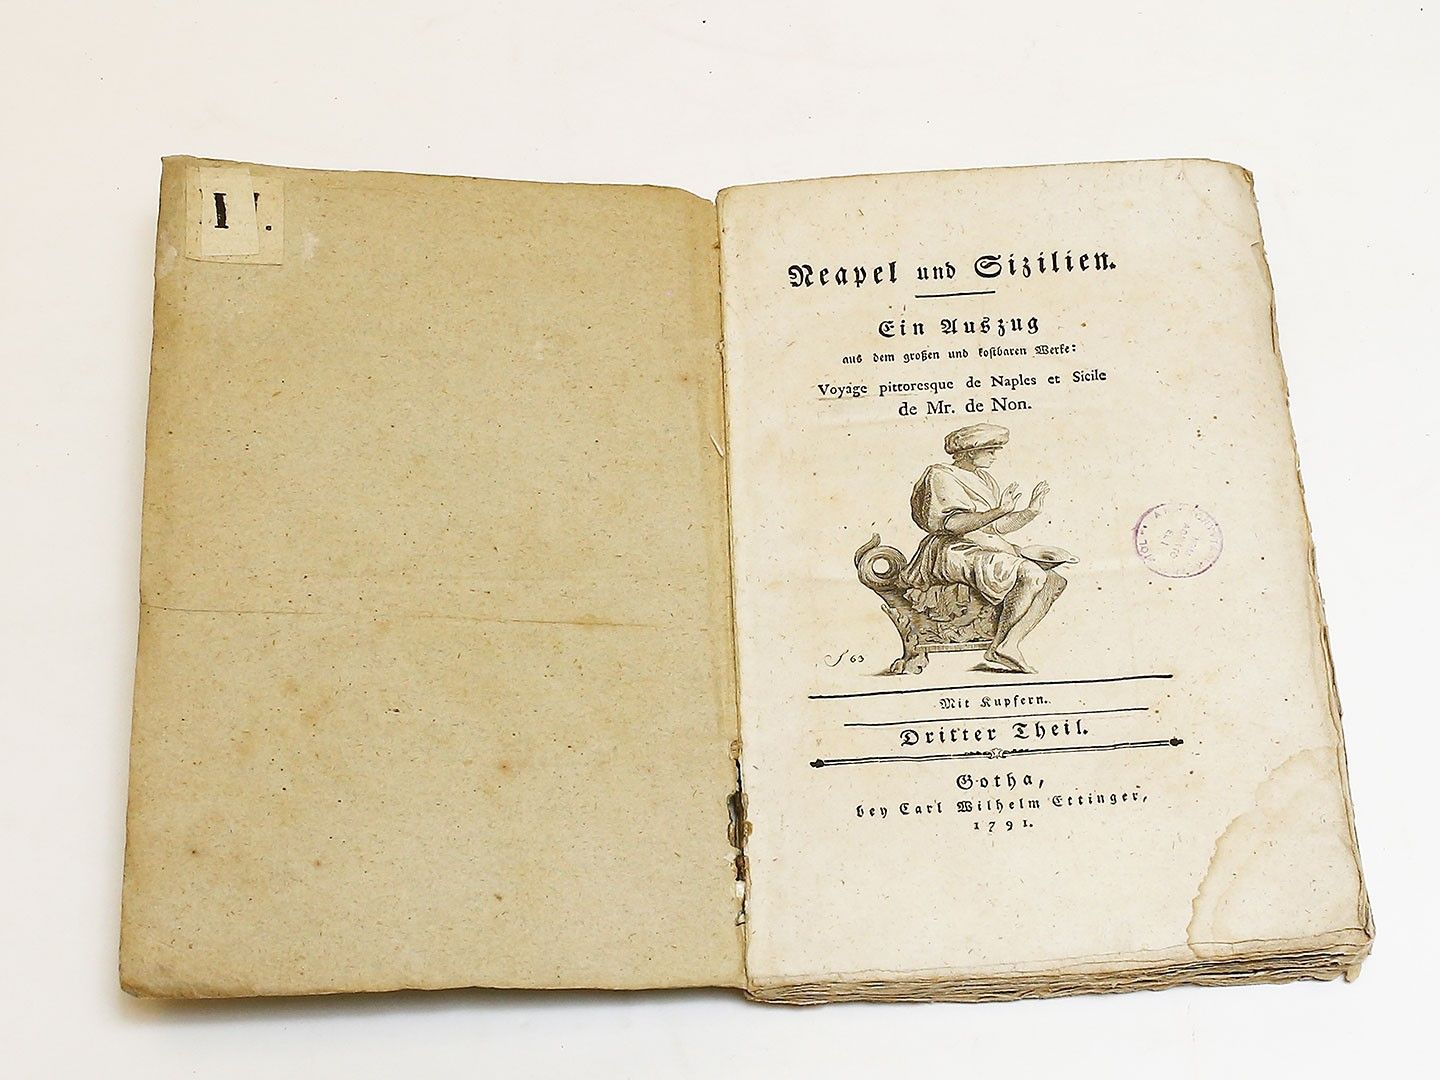 I .
Neapel und Sizilien.
Ein Auszug
aus dem großen und kostbaren Werke:
Voyage pittoresque de Naples et Sicile
de Mr. de Non.
63
Mit Kupfern.
Dritter Theil.
Gotha,
bey Carl Wilhelm Ettinger,
1791.